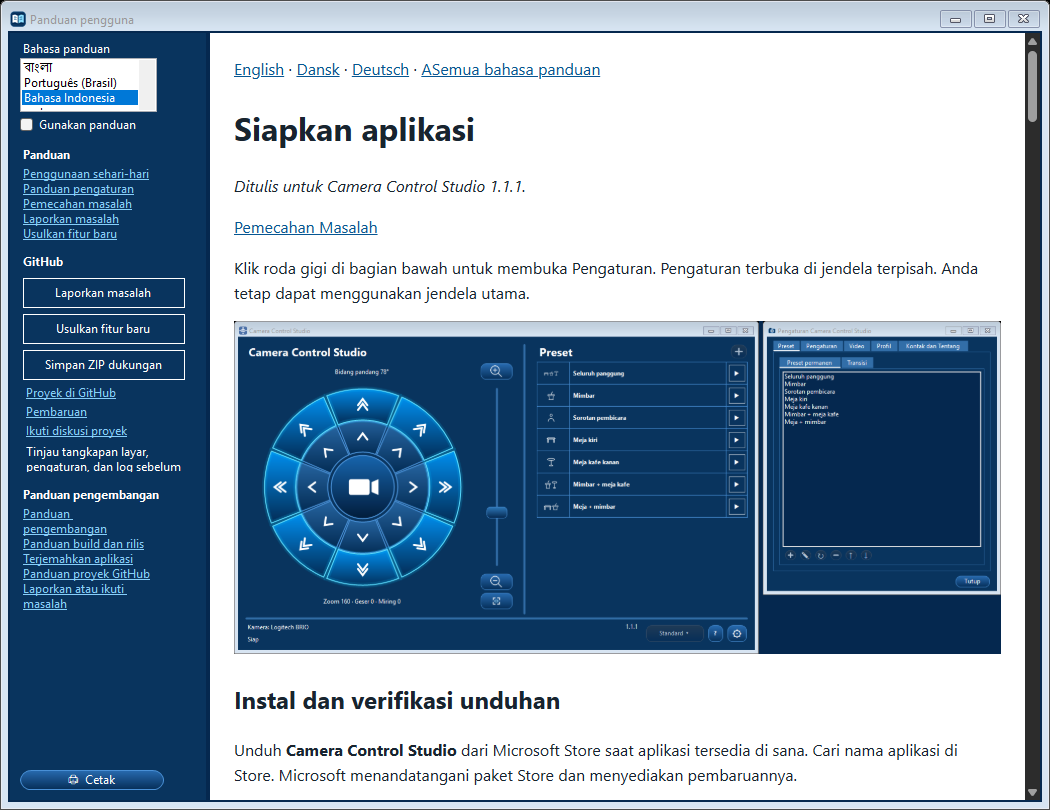 Panduan pengguna
Bahasa panduan
বাংলা
Português (Brasil)
Bahasa Indonesia
Gunakan panduan
Panduan
Penggunaan sehari-hari
Panduan pengaturan
Pemecahan masalah
Laporkan masalah
Usulkan fitur baru
GitHub
Laporkan masalah
Usulkan fitur baru
Simpan ZIP dukungan
Proyek di GitHub
Pembaruan
Ikuti diskusi proyek
Tinjau tangkapan layar,
pengaturan, dan log sebelum
Panduan pengembangan
Panduan
pengembangan
Panduan build dan rilis
Terjemahkan aplikasi
Panduan proyek GitHub
Laporkan atau ikuti
masalah
Cetak
English · Dansk · Deutsch · ASemua bahasa panduan
Siapkan aplikasi
Ditulis untuk Camera Control Studio 1.1.1.
Pemecahan Masalah
Klik roda gigi di bagian bawah untuk membuka Pengaturan. Pengaturan terbuka di jendela terpisah. Anda
tetap dapat menggunakan jendela utama.
Camera Control Studio
Camera Control Studio
Bidang pandang 78°
Zoom 160 - Geser 0 - Miring 0
Kamera: Logitech BRIO
Siap
Preset
Seluruh panggung
Mimbar
Sorotan pembicara
Meja kiri
Meja kafe kanan
Mimbar + meja kafe
Meja + mimbar
1.1.1
Standard
?
Pengaturan Camera Control Studio
Preset Pengaturan Video Profil Kontak dan Tentang
Preset permanen Transisi
Seluruh panggung
Mimbar
Sorotan pembicara
Meja kiri
Meja kafe kanan
Mimbar + meja kafe
Meja + mimbar
Tutup
Instal dan verifikasi unduhan
Unduh Camera Control Studio dari Microsoft Store saat aplikasi tersedia di sana. Cari nama aplikasi di
Store. Microsoft menandatangani paket Store dan menyediakan pembaruannya.